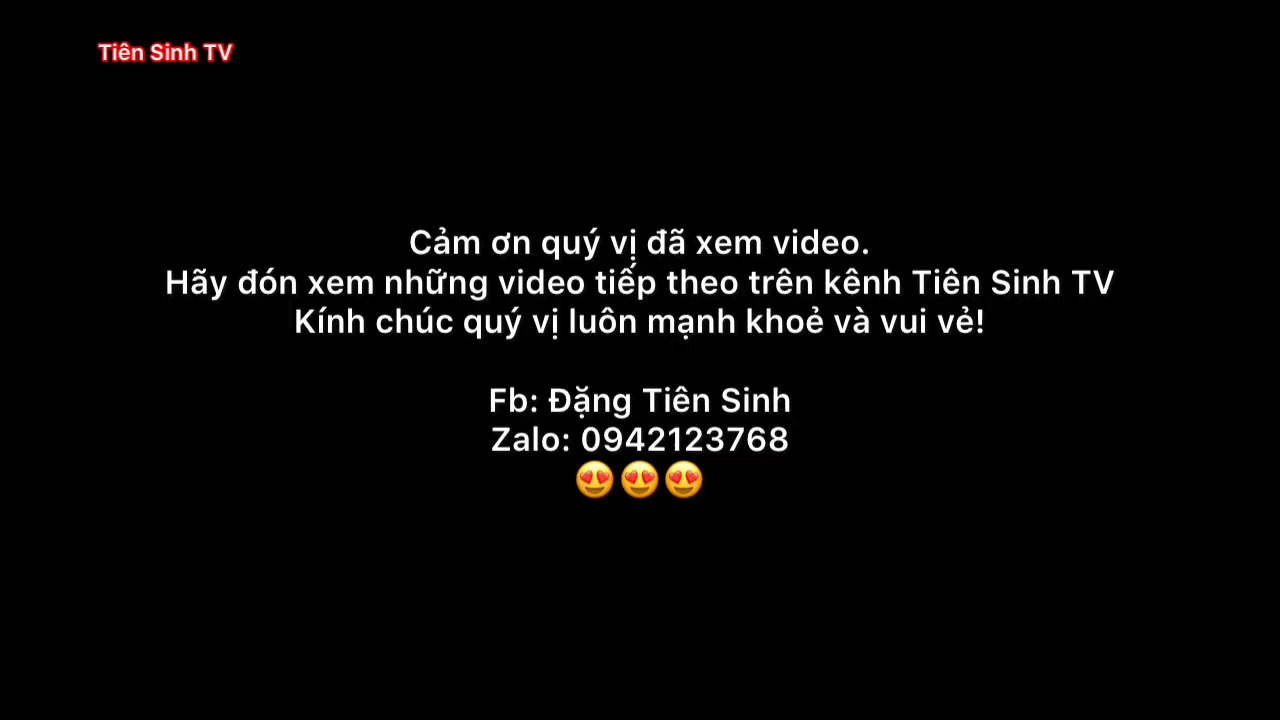 Tiên Sinh TV
Cảm ơn quý vị đã xem video.
Hãy đón xem những video tiếp theo trên kênh Tiên Sinh TV
Kính chúc quý vị luôn mạnh khoẻ và vui vẻ!
Fb: Đặng Tiên Sinh
Zalo: 0942123768
😍😍😍